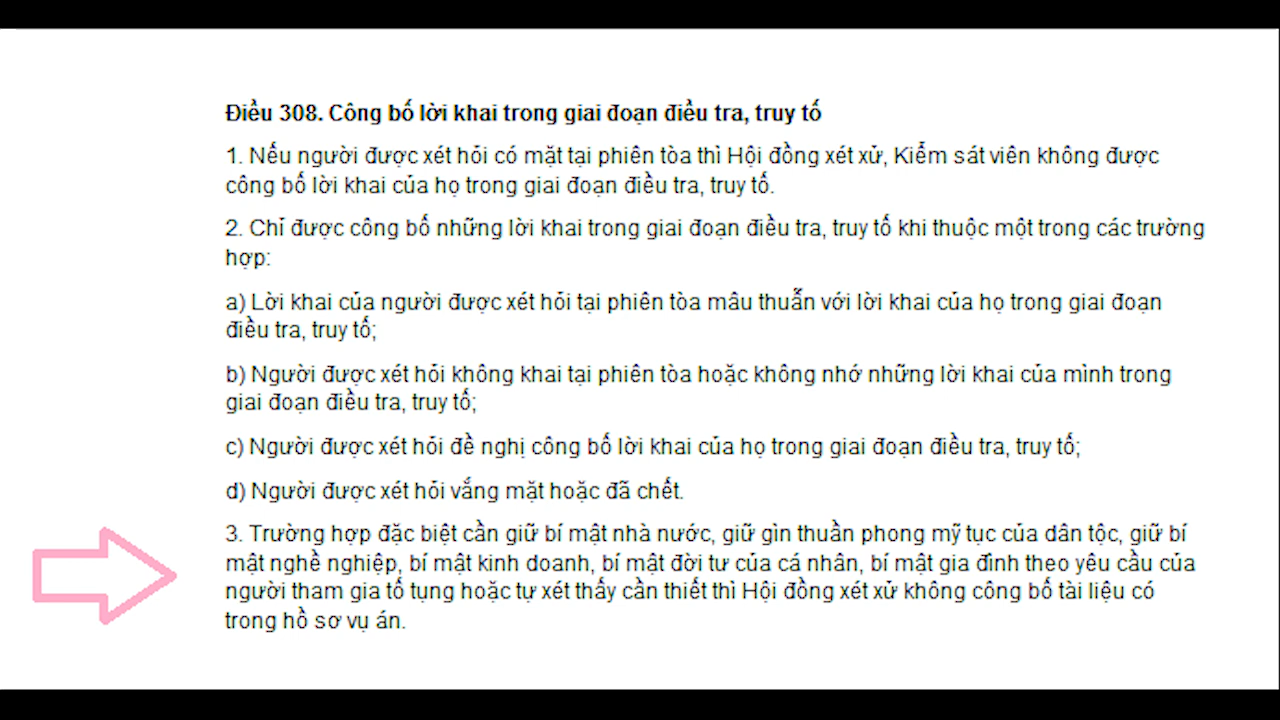 Điều 308. Công bố lời khai trong giai đoạn điều tra, truy tố
1. Nếu người được xét hỏi có mặt tại phiên tòa thì Hội đồng xét xử, Kiểm sát viên không được
công bố lời khai của họ trong giai đoạn điều tra, truy tố.
2. Chỉ được công bố những lời khai trong giai đoạn điều tra, truy tố khi thuộc một trong các trường
hợp:
a) Lời khai của người được xét hỏi tại phiên tòa mâu thuẫn với lời khai của họ trong giai đoạn
điều tra, truy tố;
b) Người được xét hỏi không khai tại phiên tòa hoặc không nhớ những lời khai của mình trong
giai đoạn điều tra, truy tố;
c) Người được xét hỏi đề nghị công bố lời khai của họ trong giai đoạn điều tra, truy tố;
d) Người được xét hỏi vắng mặt hoặc đã chết.
3. Trường hợp đặc biệt cần giữ bí mật nhà nước, giữ gìn thuần phong mỹ tục của dân tộc, giữ bí
mật nghề nghiệp, bí mật kinh doanh, bí mật đời tư của cá nhân, bí mật gia đình theo yêu cầu của
người tham gia tố tụng hoặc tự xét thấy cần thiết thì Hội đồng xét xử không công bố tài liệu có
trong hồ sơ vụ án.